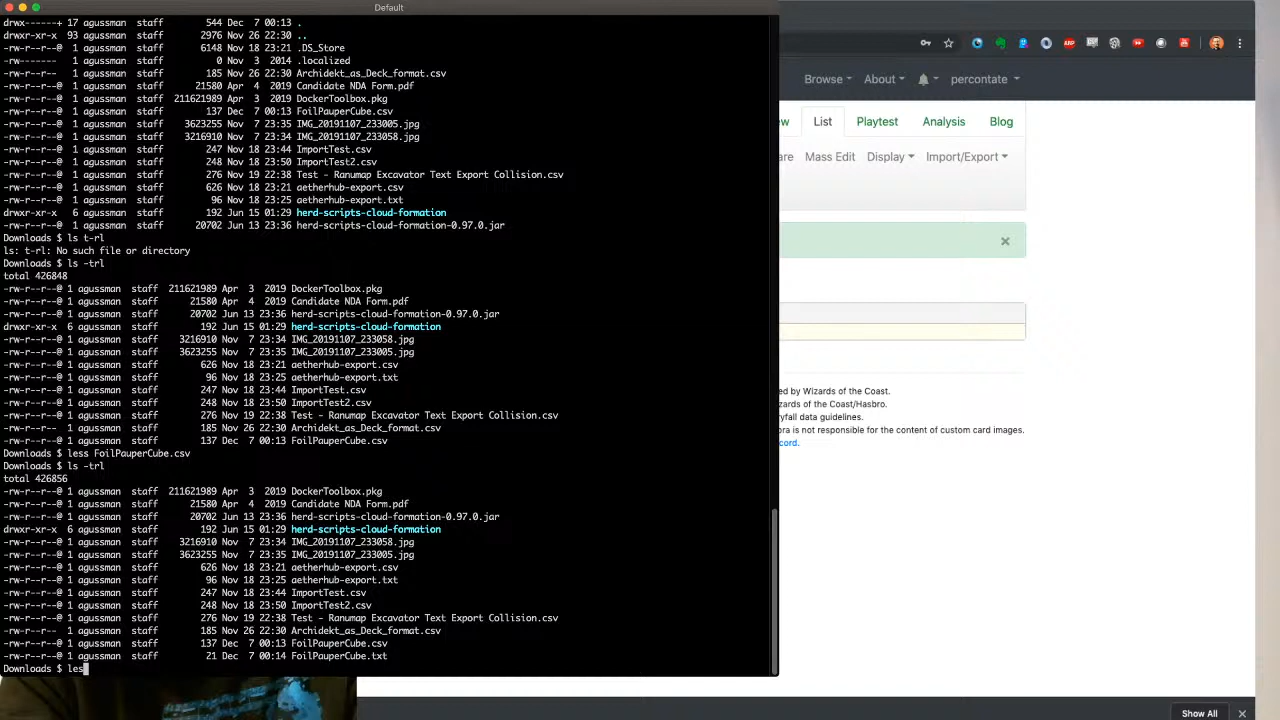 Default
drwx------+ 17 agussman  staff        544 Dec  7 00:13 .
drwxr-xr-x  93 agussman  staff       2976 Nov 26 22:30 ..
-rw-r--r--@  1 agussman  staff       6148 Nov 18 23:21 .DS_Store
-rw-------   1 agussman  staff          0 Nov  3  2014 .localized
-rw-r--r--   1 agussman  staff        185 Nov 26 22:30 Archidekt_as_Deck_format.csv
-rw-r--r--@  1 agussman  staff      21580 Apr  4  2019 Candidate NDA Form.pdf
-rw-r--r--@  1 agussman  staff  211621989 Apr  3  2019 DockerToolbox.pkg
-rw-r--r--@  1 agussman  staff        137 Dec  7 00:13 FoilPauperCube.csv
-rw-r--r--@  1 agussman  staff    3623255 Nov  7 23:35 IMG_20191107_233005.jpg
-rw-r--r--@  1 agussman  staff    3216910 Nov  7 23:34 IMG_20191107_233058.jpg
-rw-r--r--@  1 agussman  staff        247 Nov 18 23:44 ImportTest.csv
-rw-r--r--@  1 agussman  staff        248 Nov 18 23:50 ImportTest2.csv
-rw-r--r--@  1 agussman  staff        276 Nov 19 22:38 Test - Ranumap Excavator Text Export Collision.csv
-rw-r--r--@  1 agussman  staff        626 Nov 18 23:21 aetherhub-export.csv
-rw-r--r--@  1 agussman  staff         96 Nov 18 23:25 aetherhub-export.txt
drwxr-xr-x   6 agussman  staff        192 Jun 15 01:29 herd-scripts-cloud-formation
-rw-r--r--@  1 agussman  staff      20702 Jun 13 23:36 herd-scripts-cloud-formation-0.97.0.jar
Downloads $ ls t-rl
ls: t-rl: No such file or directory
Downloads $ ls -trl
total 426848
-rw-r--r--@ 1 agussman  staff  211621989 Apr  3  2019 DockerToolbox.pkg
-rw-r--r--@ 1 agussman  staff      21580 Apr  4  2019 Candidate NDA Form.pdf
-rw-r--r--@ 1 agussman  staff      20702 Jun 13 23:36 herd-scripts-cloud-formation-0.97.0.jar
drwxr-xr-x  6 agussman  staff        192 Jun 15 01:29 herd-scripts-cloud-formation
-rw-r--r--@ 1 agussman  staff    3216910 Nov  7 23:34 IMG_20191107_233058.jpg
-rw-r--r--@ 1 agussman  staff    3623255 Nov  7 23:35 IMG_20191107_233005.jpg
-rw-r--r--@ 1 agussman  staff        626 Nov 18 23:21 aetherhub-export.csv
-rw-r--r--@ 1 agussman  staff         96 Nov 18 23:25 aetherhub-export.txt
-rw-r--r--@ 1 agussman  staff        247 Nov 18 23:44 ImportTest.csv
-rw-r--r--@ 1 agussman  staff        248 Nov 18 23:50 ImportTest2.csv
-rw-r--r--@ 1 agussman  staff        276 Nov 19 22:38 Test - Ranumap Excavator Text Export Collision.csv
-rw-r--r--  1 agussman  staff        185 Nov 26 22:30 Archidekt_as_Deck_format.csv
-rw-r--r--@ 1 agussman  staff        137 Dec  7 00:13 FoilPauperCube.csv
Downloads $ less FoilPauperCube.csv
Downloads $ ls -trl
total 426856
-rw-r--r--@ 1 agussman  staff  211621989 Apr  3  2019 DockerToolbox.pkg
-rw-r--r--@ 1 agussman  staff      21580 Apr  4  2019 Candidate NDA Form.pdf
-rw-r--r--@ 1 agussman  staff      20702 Jun 13 23:36 herd-scripts-cloud-formation-0.97.0.jar
drwxr-xr-x  6 agussman  staff        192 Jun 15 01:29 herd-scripts-cloud-formation
-rw-r--r--@ 1 agussman  staff    3216910 Nov  7 23:34 IMG_20191107_233058.jpg
-rw-r--r--@ 1 agussman  staff    3623255 Nov  7 23:35 IMG_20191107_233005.jpg
-rw-r--r--@ 1 agussman  staff        626 Nov 18 23:21 aetherhub-export.csv
-rw-r--r--@ 1 agussman  staff         96 Nov 18 23:25 aetherhub-export.txt
-rw-r--r--@ 1 agussman  staff        247 Nov 18 23:44 ImportTest.csv
-rw-r--r--@ 1 agussman  staff        248 Nov 18 23:50 ImportTest2.csv
-rw-r--r--@ 1 agussman  staff        276 Nov 19 22:38 Test - Ranumap Excavator Text Export Collision.csv
-rw-r--r--  1 agussman  staff        185 Nov 26 22:30 Archidekt_as_Deck_format.csv
-rw-r--r--@ 1 agussman  staff        137 Dec  7 00:13 FoilPauperCube.csv
-rw-r--r--@ 1 agussman  staff         21 Dec  7 00:14 FoilPauperCube.txt
Downloads $ les
Browse About percontate
ew List Playtest Analysis Blog
are Mass Edit Display Import/Export
×
ed by Wizards of the Coast.
zards of the Coast/Hasbro.
ryfall data guidelines.
ora is not responsible for the content of custom card images.
cord.
Show All ×